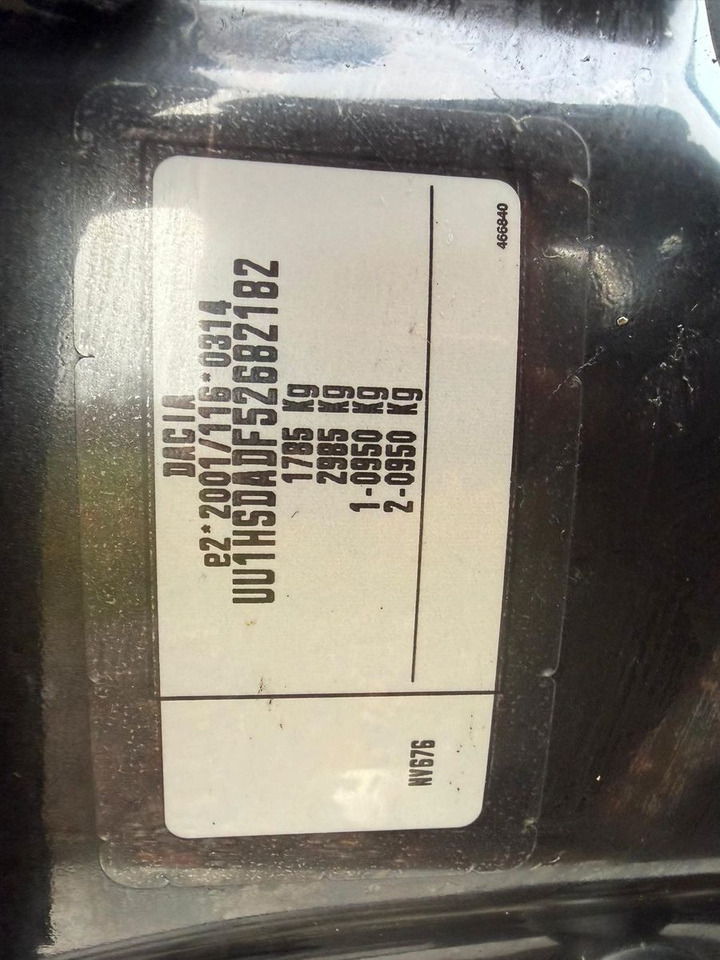 DACIA
e2*2001/116*0314
UU1HSDADF52682182
1785 Kg
2985 Kg
1-0950 Kg
2-0950 Kg
466840
NV676